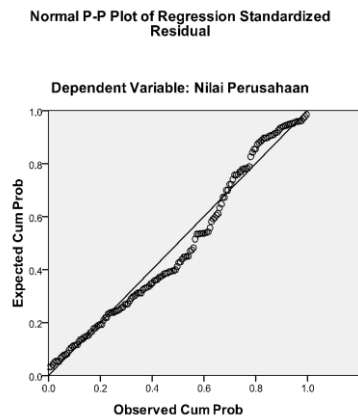 Normal P-P Plot of Regression Standardized
Residual
Dependent Variable: Nilai Perusahaan
1.0
0.8
0.6
0.4
0.2
0.0
Expected Cum Prob
0.0 0.2 0.4 0.6 0.8 1.0
Observed Cum Prob